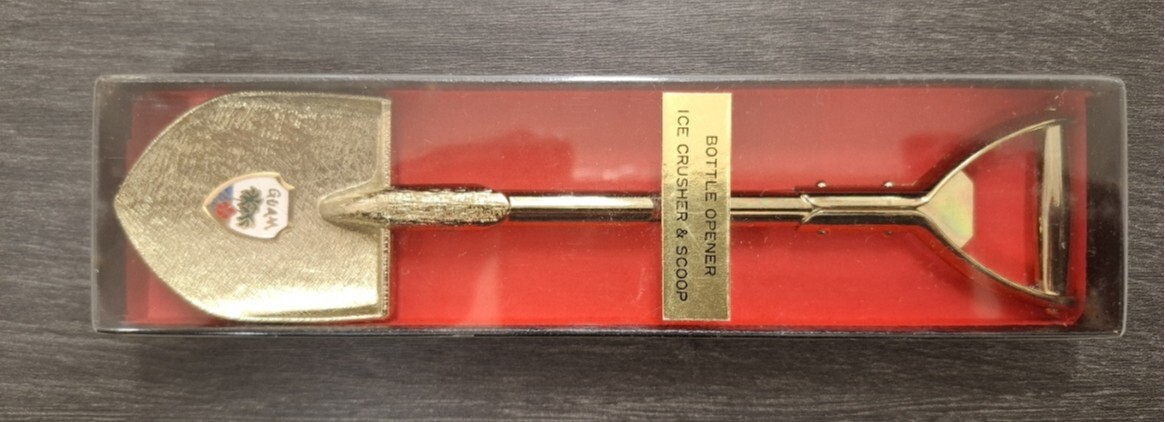 GUAM
BOTTLE OPENER
ICE CRUSHER & SCOOP